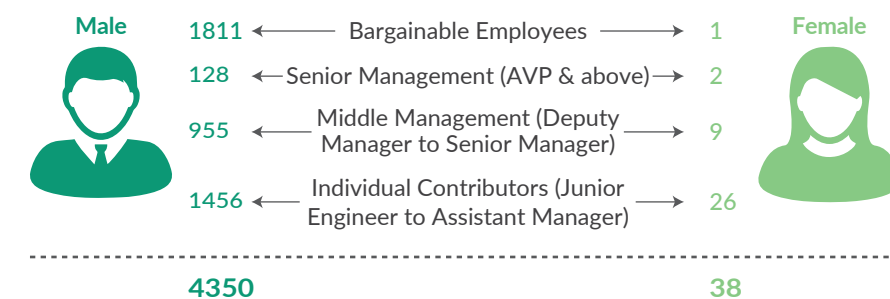 Male
Female
1811 Bargainable Employees 1
128 Senior Management (AVP & above) 2
955 Middle Management (Deputy
Manager to Senior Manager) 9
1456 Individual Contributors (Junior
Engineer to Assistant Manager) 26
4350 38